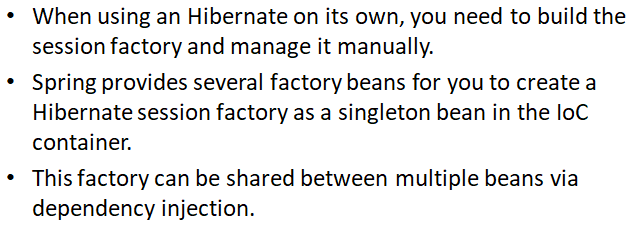 • When using an Hibernate on its own, you need to build the
session factory and manage it manually.
• Spring provides several factory beans for you to create a
Hibernate session factory as a singleton bean in the IoC
container.
• This factory can be shared between multiple beans via
dependency injection.